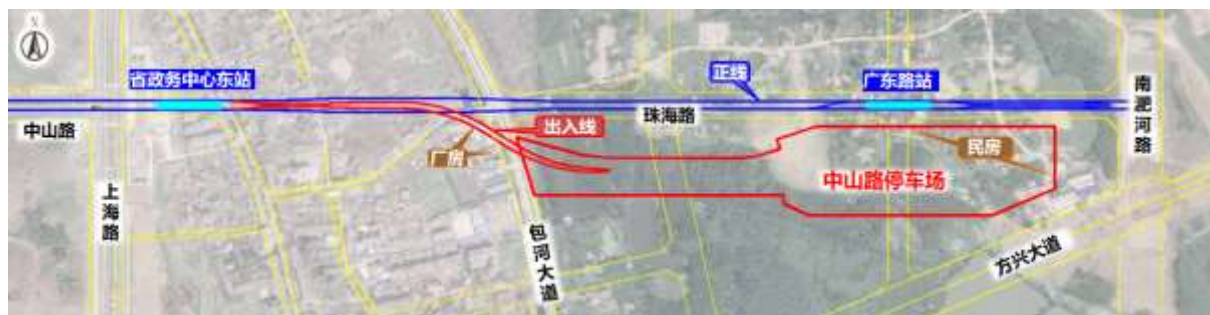 N
省政务中心东站
正线
广东路站
南淝河路
中山路
珠海路
出入线
厂房
民房
中山路停车场
上海路
包河大道
方兴大道